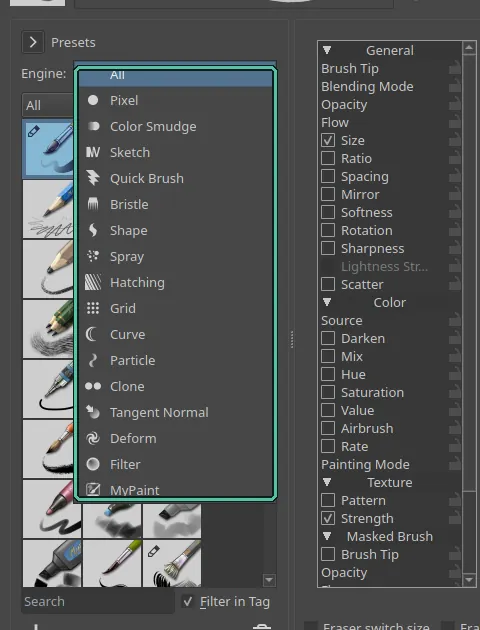 Presets
Engine:
All
All
Pixel
Color Smudge
Sketch
Quick Brush
Bristle
Shape
Spray
Hatching
Grid
Curve
Particle
Clone
Tangent Normal
Deform
Filter
MyPaint
Search
Filter in Tag
General
Brush Tip
Blending Mode
Opacity
Flow
Size
Ratio
Spacing
Mirror
Softness
Rotation
Sharpness
Lightness Str...
Scatter
Color
Source
Darken
Mix
Hue
Saturation
Value
Airbrush
Rate
Painting Mode
Texture
Pattern
Strength
Masked Brush
Brush Tip
Opacity
Eraser switch size